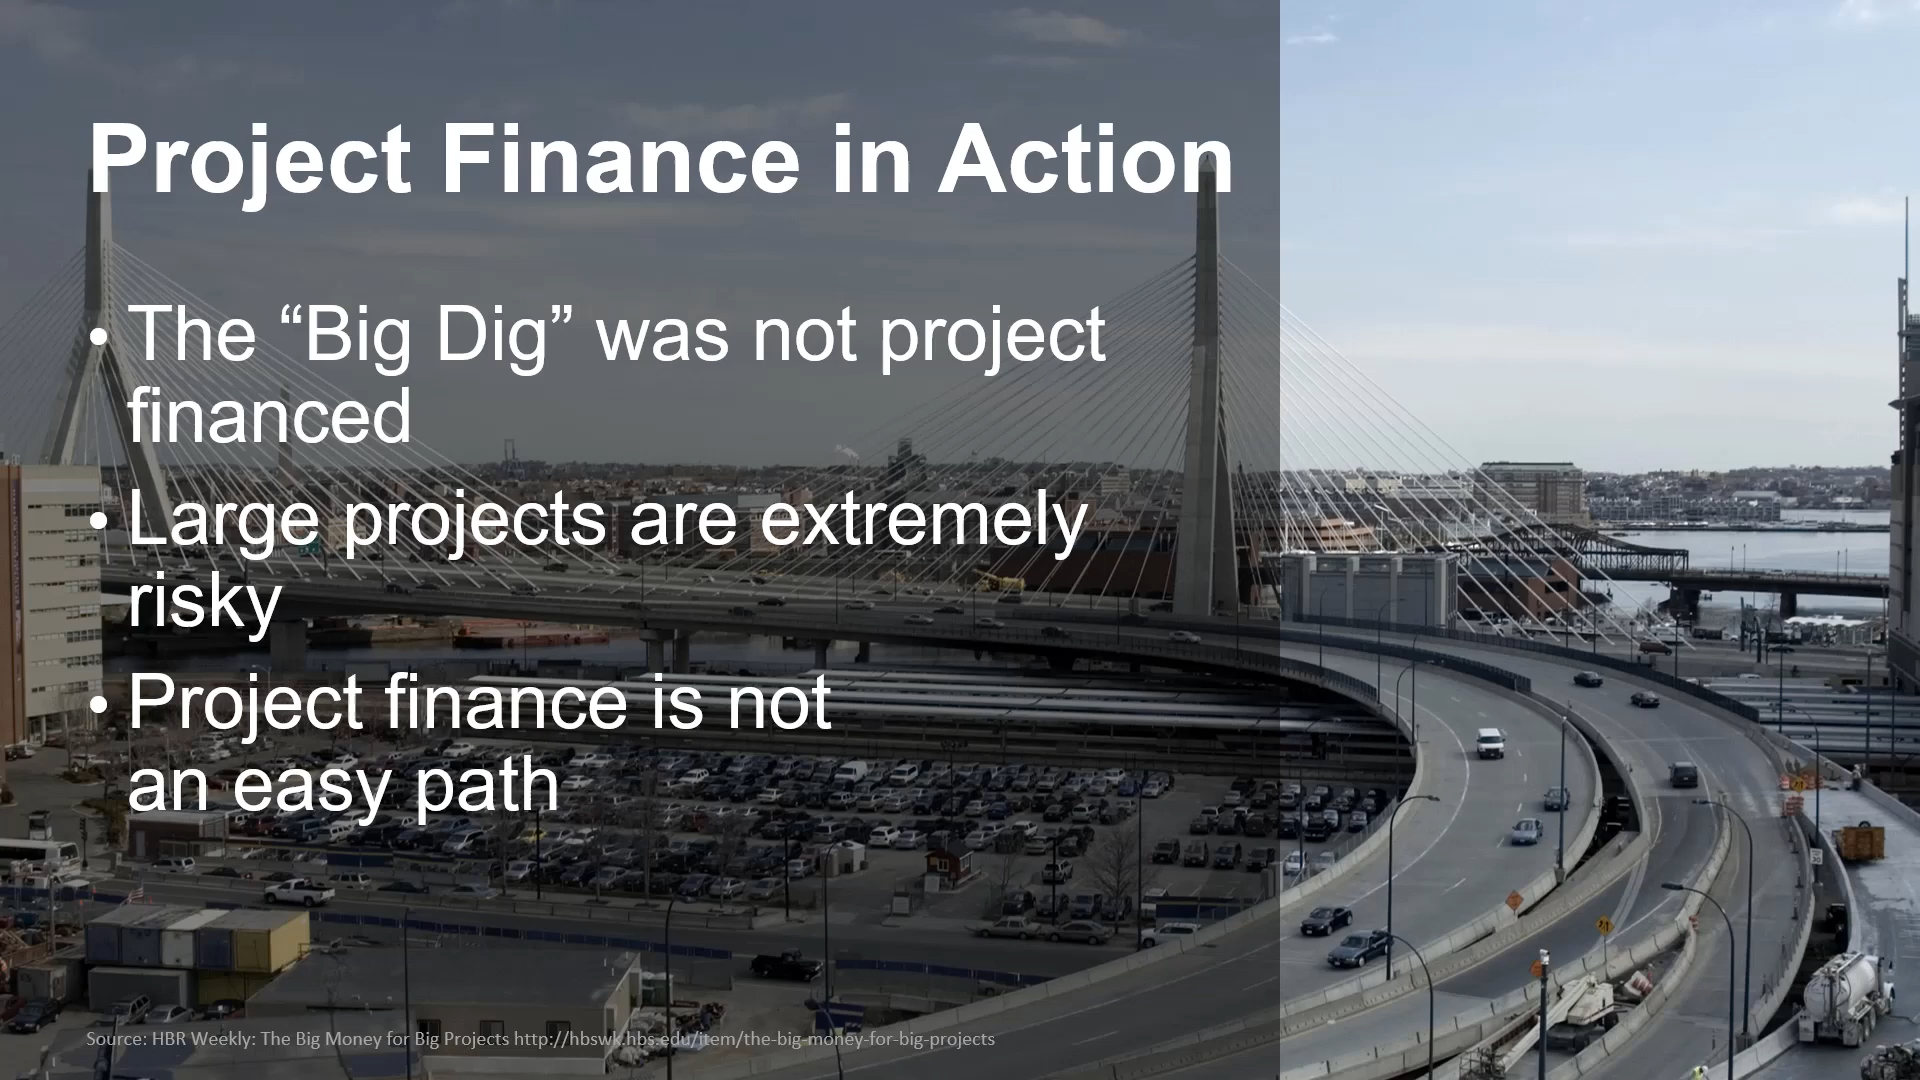 Project Finance in Action
• The “Big Dig” was not project
financed
• Large projects are extremely
risky
• Project finance is not
an easy path
Source: HBR Weekly: The Big Money for Big Projects http://hbswk.hbs.edu/item/the-big-money-for-big-projects